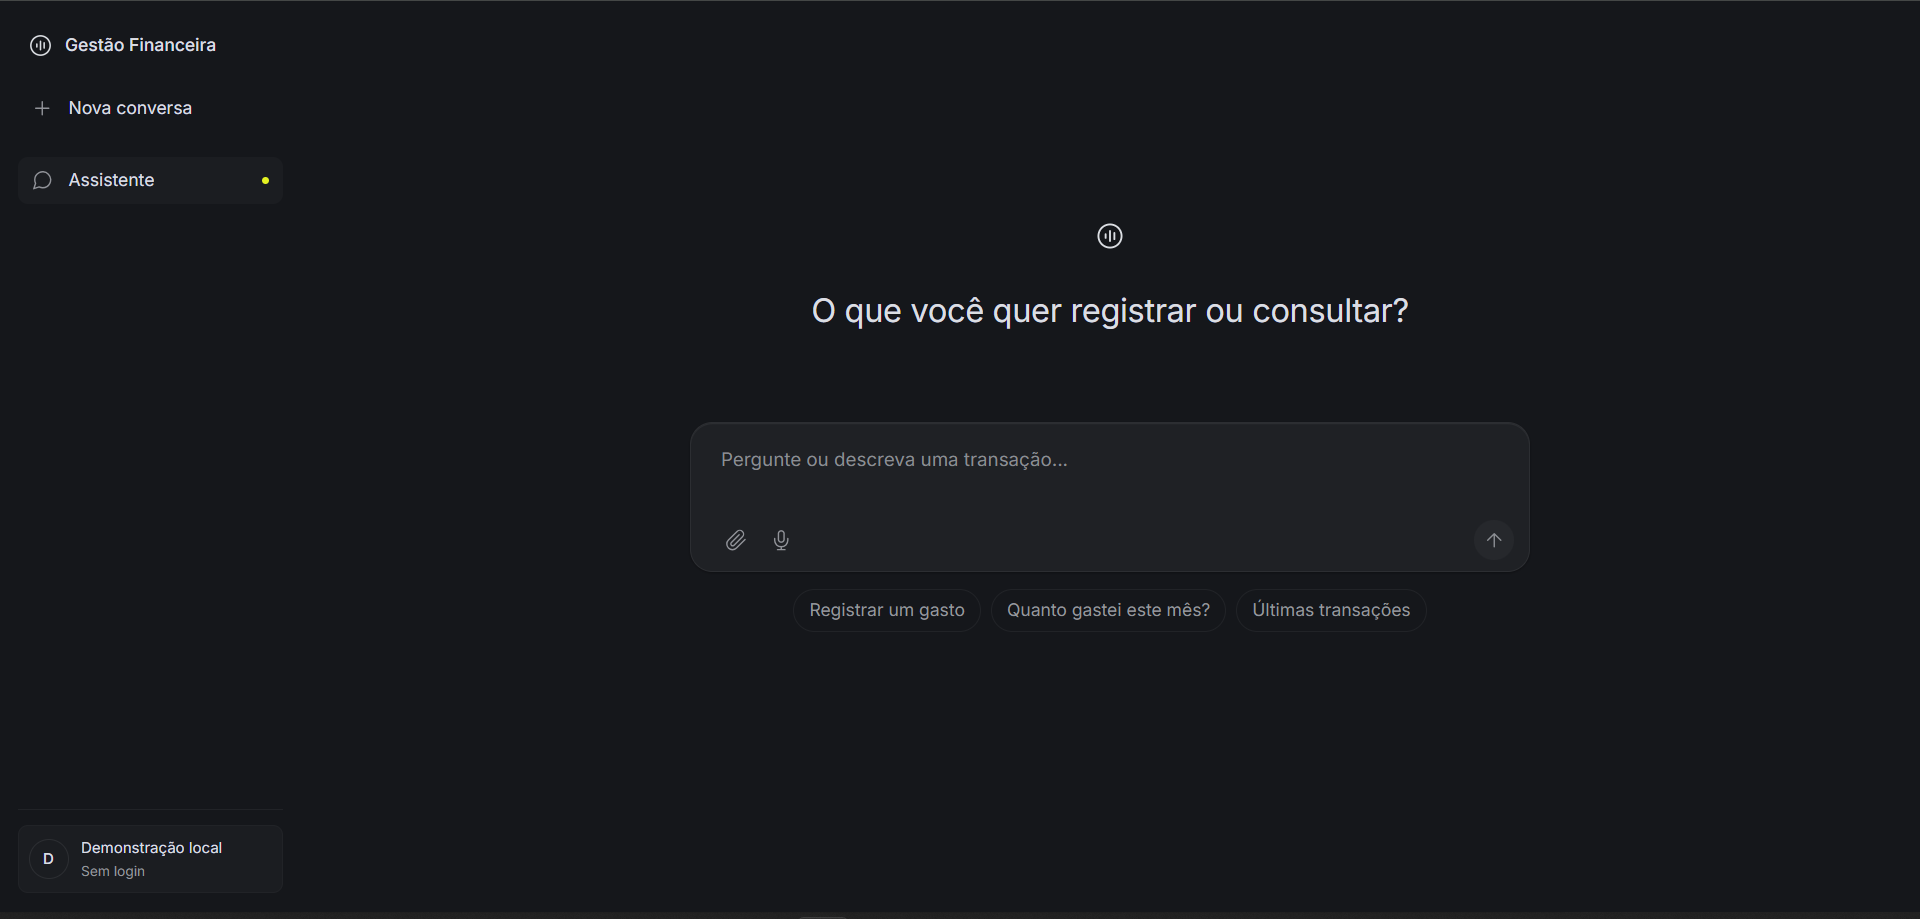 Gestão Financeira
Nova conversa
Assistente
O que você quer registrar ou consultar?
Pergunte ou descreva uma transação...
Registrar um gasto
Quanto gastei este mês?
Últimas transações
D
Demonstração local
Sem login